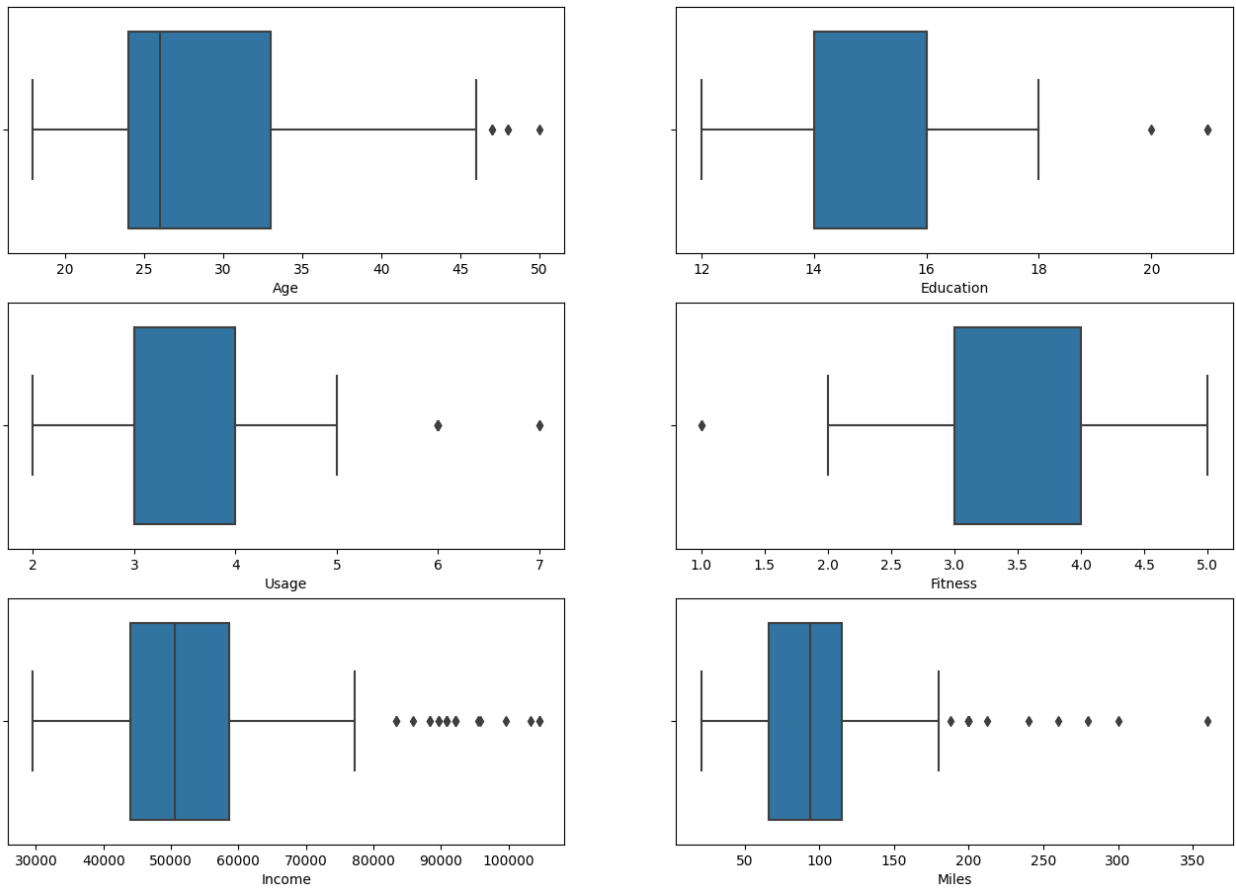 20 25 30 35 40 45 50
Age
12 14 16 18 20
Education
2 3 4 5 6 7
Usage
1.0 1.5 2.0 2.5 3.0 3.5 4.0 4.5 5.0
Fitness
30000 40000 50000 60000 70000 80000 90000 100000
Income
50 100 150 200 250 300 350
Miles